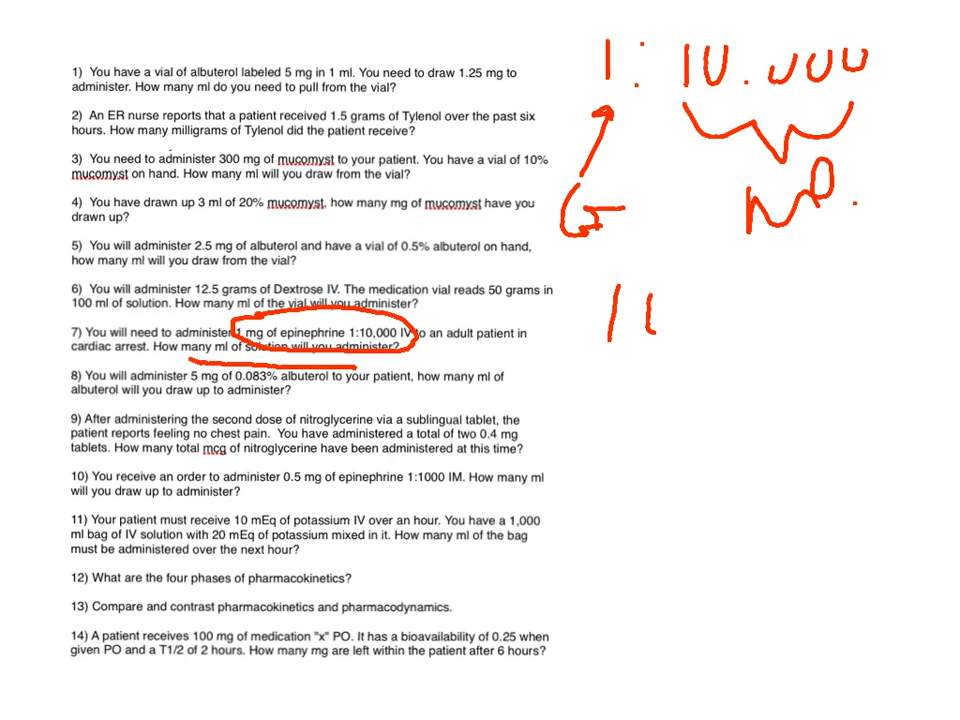 1) You have a vial of albuterol labeled 5 mg in 1 ml. You need to draw 1.25 mg to
administer. How many ml do you need to pull from the vial?
2) An ER nurse reports that a patient received 1.5 grams of Tylenol over the past six
hours. How many milligrams of Tylenol did the patient receive?
3) You need to administer 300 mg of mucomyst to your patient. You have a vial of 10%
mucomyst on hand. How many ml will you draw from the vial?
4) You have drawn up 3 ml of 20% mucomyst, how many mg of mucomyst have you
drawn up?
5) You will administer 2.5 mg of albuterol and have a vial of 0.5% albuterol on hand,
how many ml will you draw from the vial?
6) You will administer 12.5 grams of Dextrose IV. The medication vial reads 50 grams in
100 ml of solution. How many ml of the vial will you administer?
7) You will need to administer 1 mg of epinephrine 1:10,000 IV to an adult patient in
cardiac arrest. How many ml of solution will you administer?
8) You will administer 5 mg of 0.083% albuterol to your patient, how many ml of
albuterol will you draw up to administer?
9) After administering the second dose of nitroglycerine via a sublingual tablet, the
patient reports feeling no chest pain. You have administered a total of two 0.4 mg
tablets. How many total mcg of nitroglycerine have been administered at this time?
10) You receive an order to administer 0.5 mg of epinephrine 1:1000 IM. How many ml
will you draw up to administer?
11) Your patient must receive 10 mEq of potassium IV over an hour. You have a 1,000
ml bag of IV solution with 20 mEq of potassium mixed in it. How many ml of the bag
must be administered over the next hour?
12) What are the four phases of pharmacokinetics?
13) Compare and contrast pharmacokinetics and pharmacodynamics.
14) A patient receives 100 mg of medication "x" PO. It has a bioavailability of 0.25 when
given PO and a T1/2 of 2 hours. How many mg are left within the patient after 6 hours?
1: 10.000
G